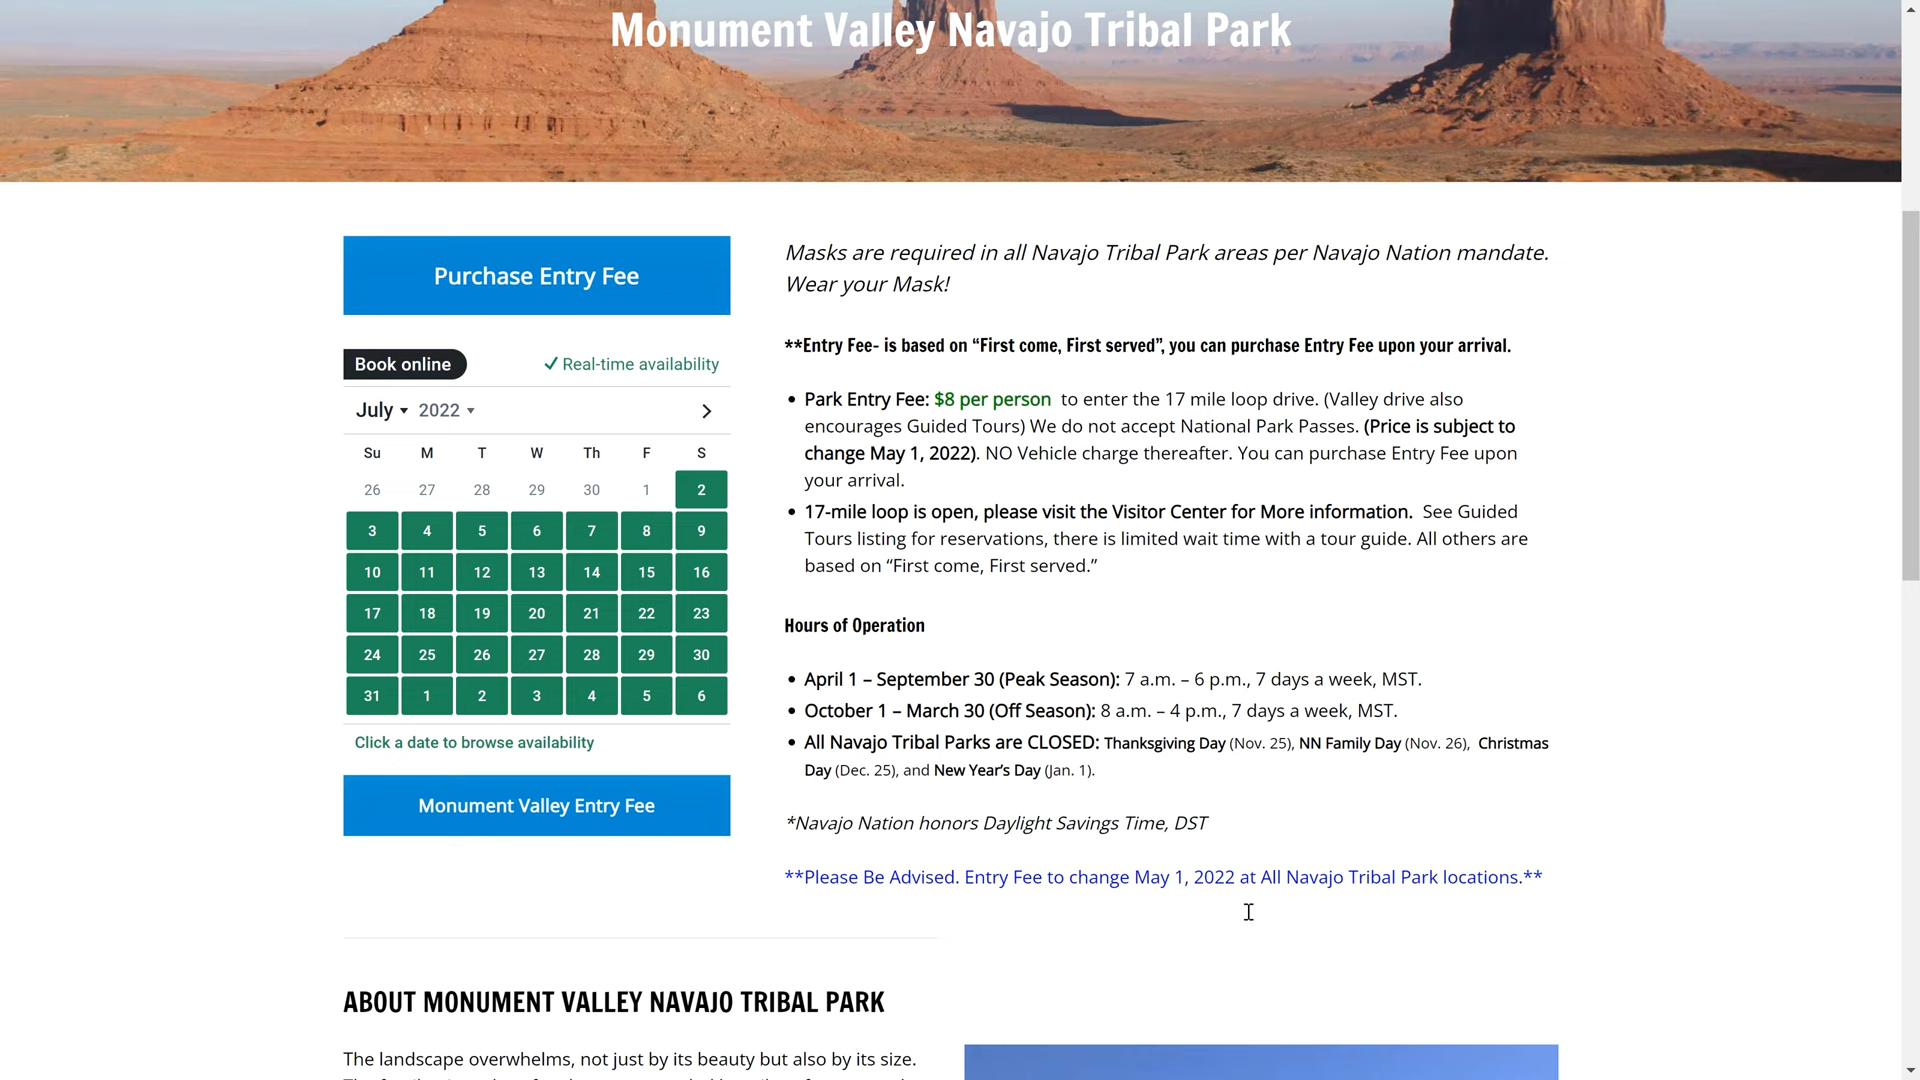 Monument Valley Navajo Tribal Park
Purchase Entry Fee
Book online
Real-time availability
July 2022
Su M T W Th F S
26 27 28 29 30 1 2
3 4 5 6 7 8 9
10 11 12 13 14 15 16
17 18 19 20 21 22 23
24 25 26 27 28 29 30
31 1 2 3 4 5 6
Click a date to browse availability
Monument Valley Entry Fee
Masks are required in all Navajo Tribal Park areas per Navajo Nation mandate.
Wear your Mask!
**Entry Fee- is based on “First come, First served”, you can purchase Entry Fee upon your arrival.
• Park Entry Fee: $8 per person to enter the 17 mile loop drive. (Valley drive also
encourages Guided Tours) We do not accept National Park Passes. (Price is subject to
change May 1, 2022). NO Vehicle charge thereafter. You can purchase Entry Fee upon
your arrival.
• 17-mile loop is open, please visit the Visitor Center for More information. See Guided
Tours listing for reservations, there is limited wait time with a tour guide. All others are
based on “First come, First served.”
Hours of Operation
• April 1 – September 30 (Peak Season): 7 a.m. – 6 p.m., 7 days a week, MST.
• October 1 – March 30 (Off Season): 8 a.m. – 4 p.m., 7 days a week, MST.
• All Navajo Tribal Parks are CLOSED: Thanksgiving Day (Nov. 25), NN Family Day (Nov. 26), Christmas
Day (Dec. 25), and New Year’s Day (Jan. 1).
*Navajo Nation honors Daylight Savings Time, DST
**Please Be Advised. Entry Fee to change May 1, 2022 at All Navajo Tribal Park locations.**
ABOUT MONUMENT VALLEY NAVAJO TRIBAL PARK
The landscape overwhelms, not just by its beauty but also by its size.